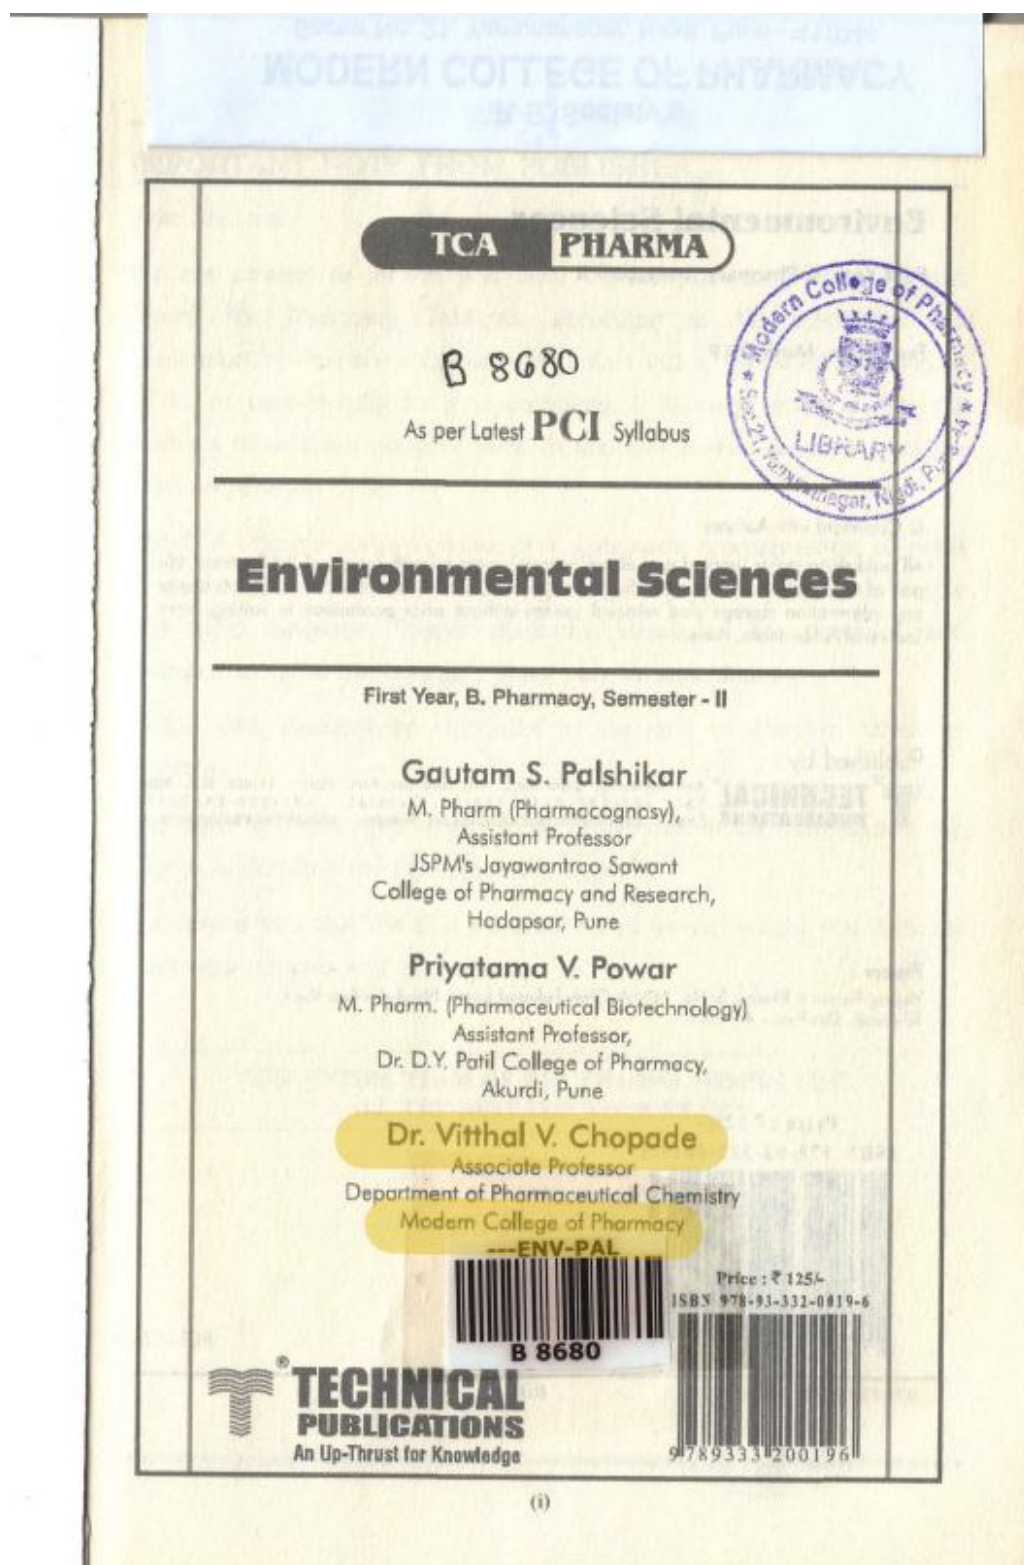 TCA PHARMA
B 8680
Modern College of Pharmacy
LIBRARY
As per Latest PCI Syllabus
Environmental Sciences
First Year, B. Pharmacy, Semester - II
Gautam S. Palshikar
M. Pharm (Pharmacognosy),
Assistant Professor
JSPM's Jayawantrao Sawant
College of Pharmacy and Research,
Hadapsar, Pune
Priyatama V. Powar
M. Pharm. (Pharmaceutical Biotechnology)
Assistant Professor,
Dr. D.Y. Patil College of Pharmacy,
Akurdi, Pune
Dr. Vitthal V. Chopade
Associate Professor
Department of Pharmaceutical Chemistry
Modern College of Pharmacy
---ENV-PAL
B 8680
Price : ₹ 125/-
ISBN 978-93-332-0019-6
9 789333 200196
TECHNICAL
PUBLICATIONS
An Up-Thrust for Knowledge
(i)